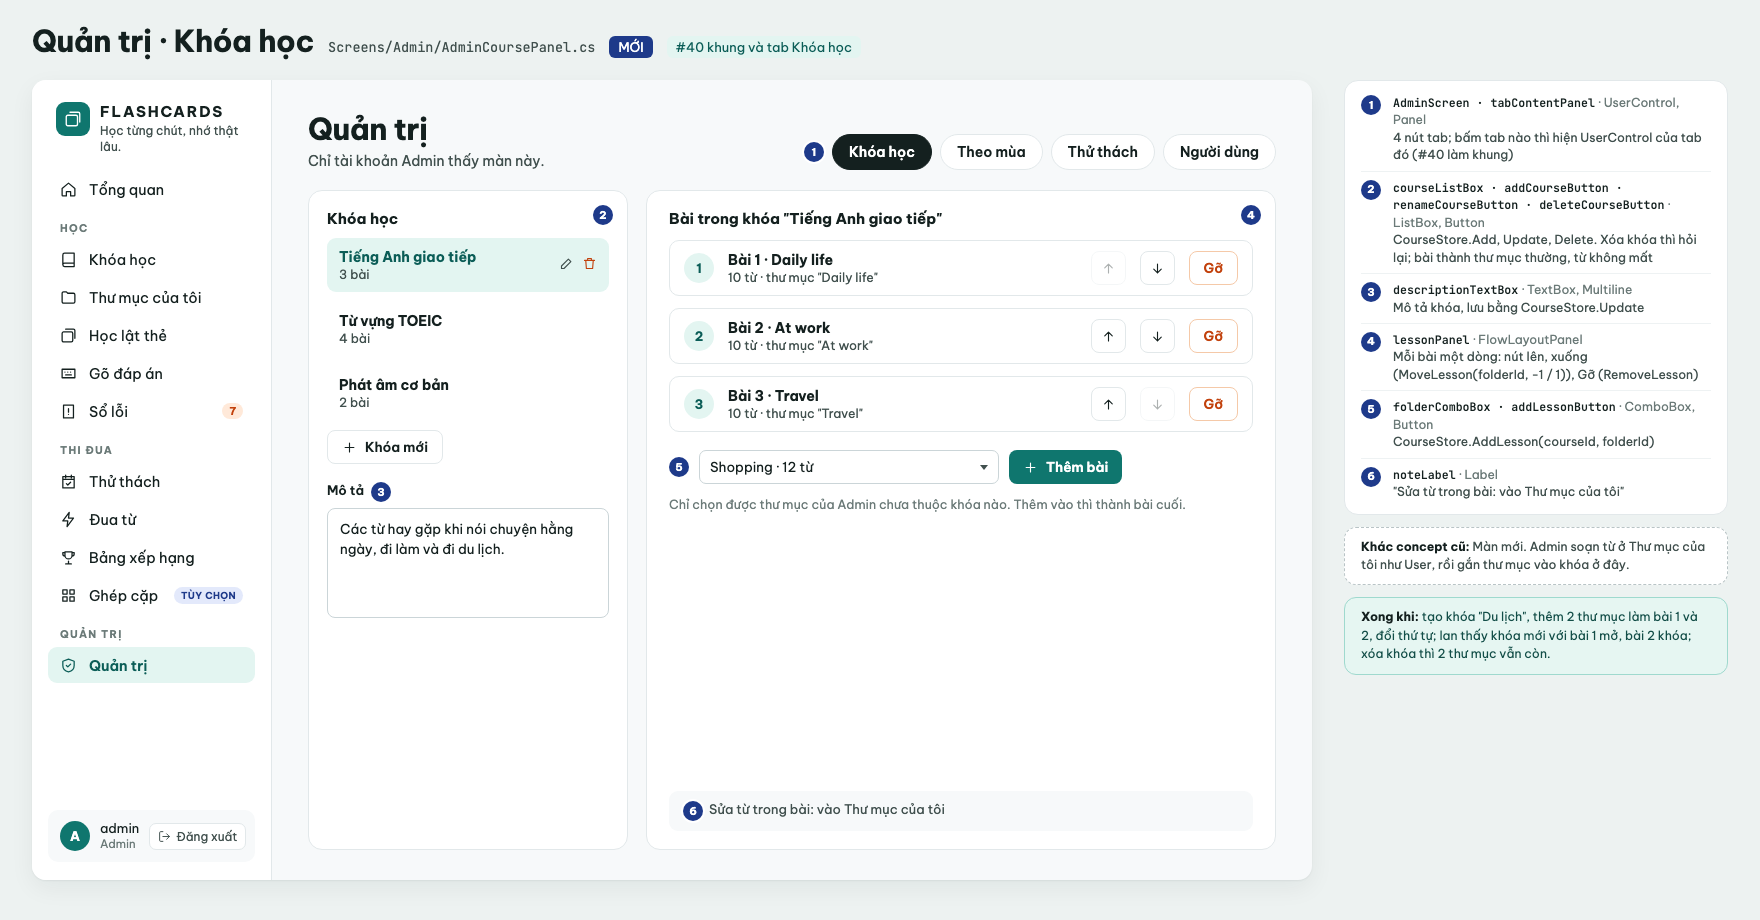 Quản trị · Khóa học
Screens/Admin/AdminCoursePanel.cs
MỚI
#40 khung và tab Khóa học
FLASHCARDS
Học từng chút, nhớ thật
lâu.
Tổng quan
HỌC
Khóa học
Thư mục của tôi
Học lật thẻ
Gõ đáp án
Sổ lỗi
7
THI ĐUA
Thử thách
Đua từ
Bảng xếp hạng
Ghép cặp
TÙY CHỌN
QUẢN TRỊ
Quản trị
A
admin
Admin
Đăng xuất
Quản trị
Chỉ tài khoản Admin thấy màn này.
1
Khóa học
Theo mùa
Thử thách
Người dùng
Khóa học
2
Tiếng Anh giao tiếp
3 bài
Từ vựng TOEIC
4 bài
Phát âm cơ bản
2 bài
+ Khóa mới
Mô tả
3
Các từ hay gặp khi nói chuyện hằng
ngày, đi làm và đi du lịch.
Bài trong khóa "Tiếng Anh giao tiếp"
4
1
Bài 1 · Daily life
10 từ · thư mục "Daily life"
↑
↓
Gỡ
2
Bài 2 · At work
10 từ · thư mục "At work"
↑
↓
Gỡ
3
Bài 3 · Travel
10 từ · thư mục "Travel"
↑
↓
Gỡ
5
Shopping · 12 từ
+ Thêm bài
Chỉ chọn được thư mục của Admin chưa thuộc khóa nào. Thêm vào thì thành bài cuối.
6
Sửa từ trong bài: vào Thư mục của tôi
1
AdminScreen · tabContentPanel · UserControl,
Panel
4 nút tab; bấm tab nào thì hiện UserControl của tab
đó (#40 làm khung)
2
courseListBox · addCourseButton ·
renameCourseButton · deleteCourseButton ·
ListBox, Button
CourseStore.Add, Update, Delete. Xóa khóa thì hỏi
lại; bài thành thư mục thường, từ không mất
3
descriptionTextBox · TextBox, Multiline
Mô tả khóa, lưu bằng CourseStore.Update
4
lessonPanel · FlowLayoutPanel
Mỗi bài một dòng: nút lên, xuống
(MoveLesson(folderId, -1 / 1)), Gỡ (RemoveLesson)
5
folderComboBox · addLessonButton · ComboBox,
Button
CourseStore.AddLesson(courseId, folderId)
6
noteLabel · Label
"Sửa từ trong bài: vào Thư mục của tôi"
Khác concept cũ: Màn mới. Admin soạn từ ở Thư mục của
tôi như User, rồi gắn thư mục vào khóa ở đây.
Xong khi: tạo khóa "Du lịch", thêm 2 thư mục làm bài 1 và
2, đổi thứ tự; lan thấy khóa mới với bài 1 mở, bài 2 khóa;
xóa khóa thì 2 thư mục vẫn còn.